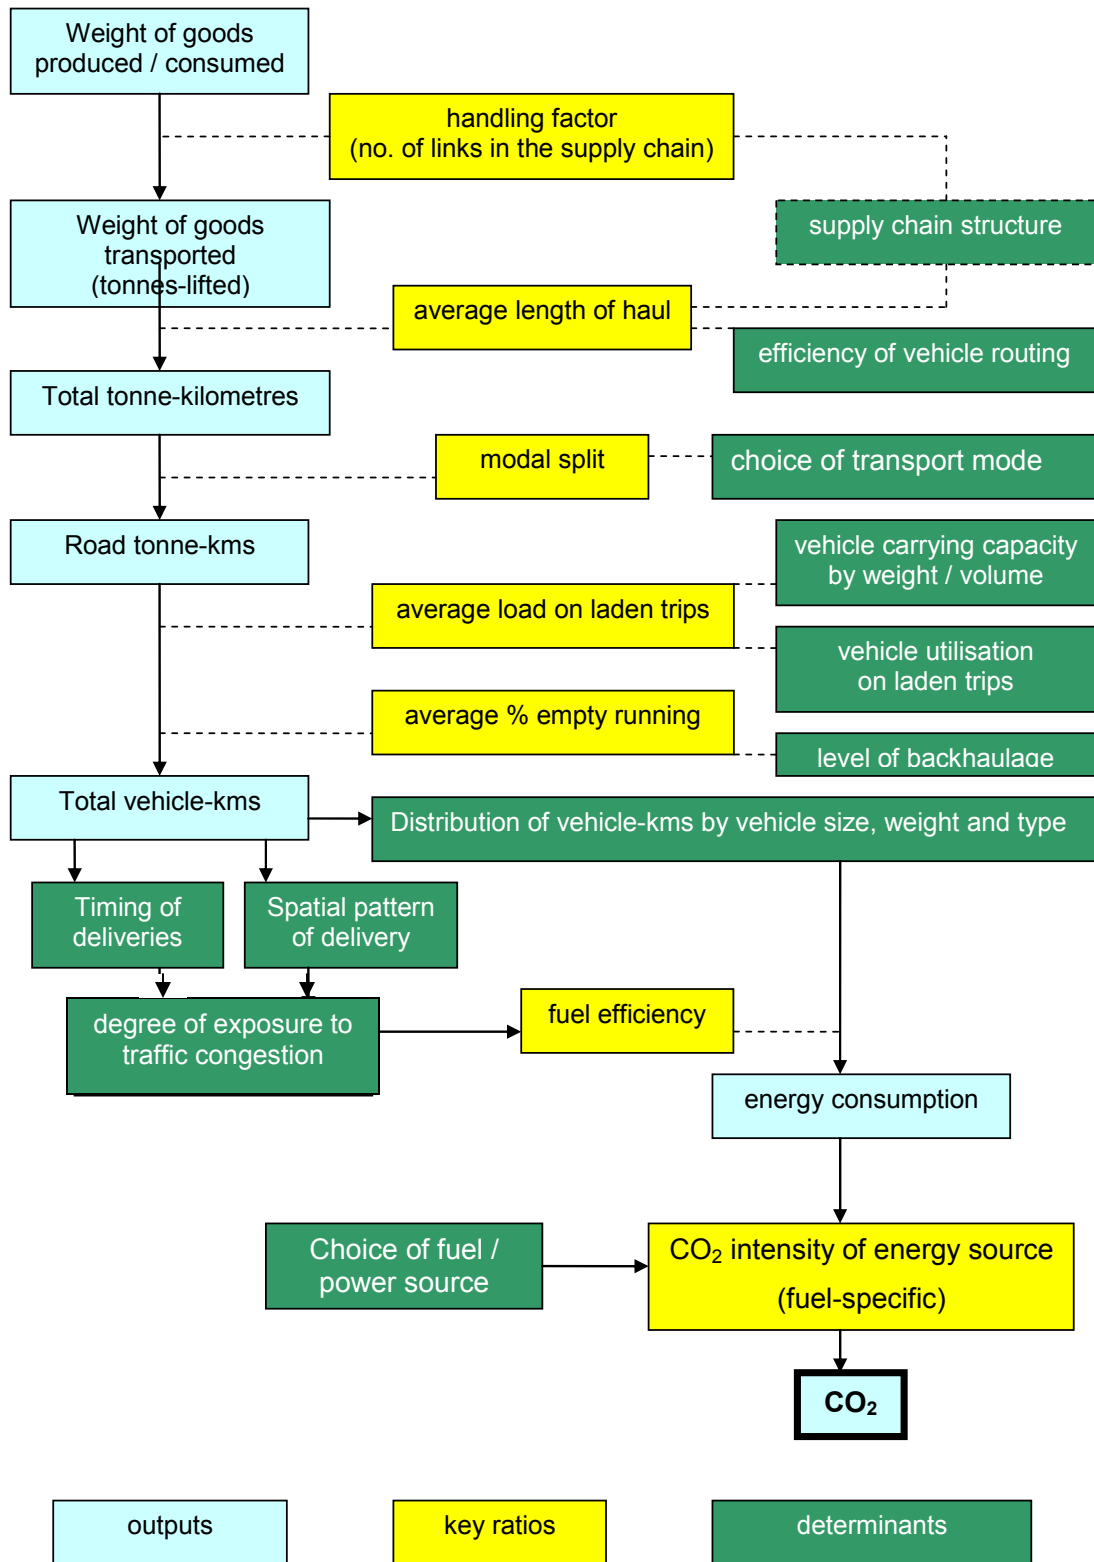 Weight of goods
produced / consumed
handling factor
(no. of links in the supply chain)
Weight of goods
transported
(tonnes-lifted)
supply chain structure
average length of haul
efficiency of vehicle routing
Total tonne-kilometres
modal split
choice of transport mode
Road tonne-kms
vehicle carrying capacity
by weight / volume
average load on laden trips
vehicle utilisation
on laden trips
average % empty running
level of backhaulage
Total vehicle-kms
Distribution of vehicle-kms by vehicle size, weight and type
Timing of
deliveries
Spatial pattern
of delivery
degree of exposure to
traffic congestion
fuel efficiency
energy consumption
Choice of fuel /
power source
CO₂ intensity of energy source
(fuel-specific)
CO₂
outputs
key ratios
determinants